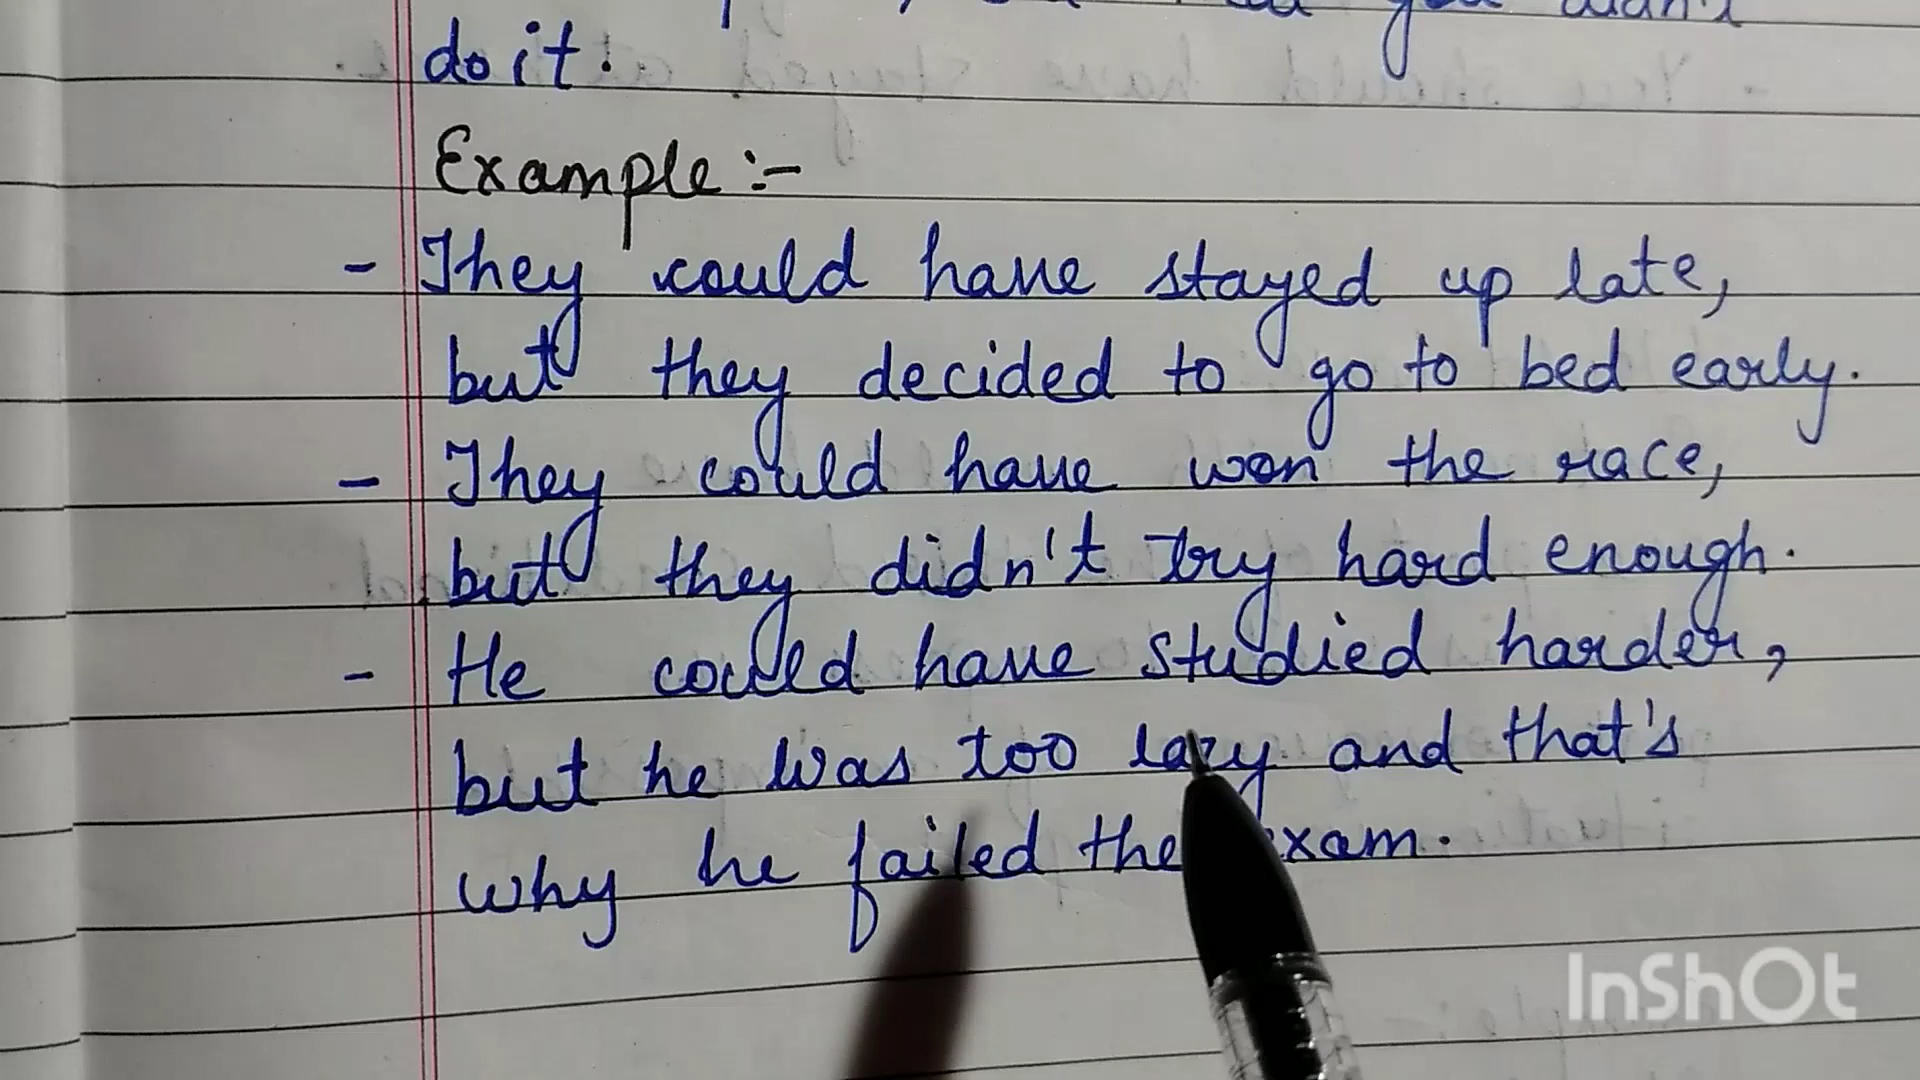 you didn't
do it.
Example:-
- They could have stayed up late,
but they decided to go to bed early.
- They could have won the race,
but they didn't try hard enough.
- He could have studied harder,
but he was too lazy and that's
why he failed the exam.
InShOt